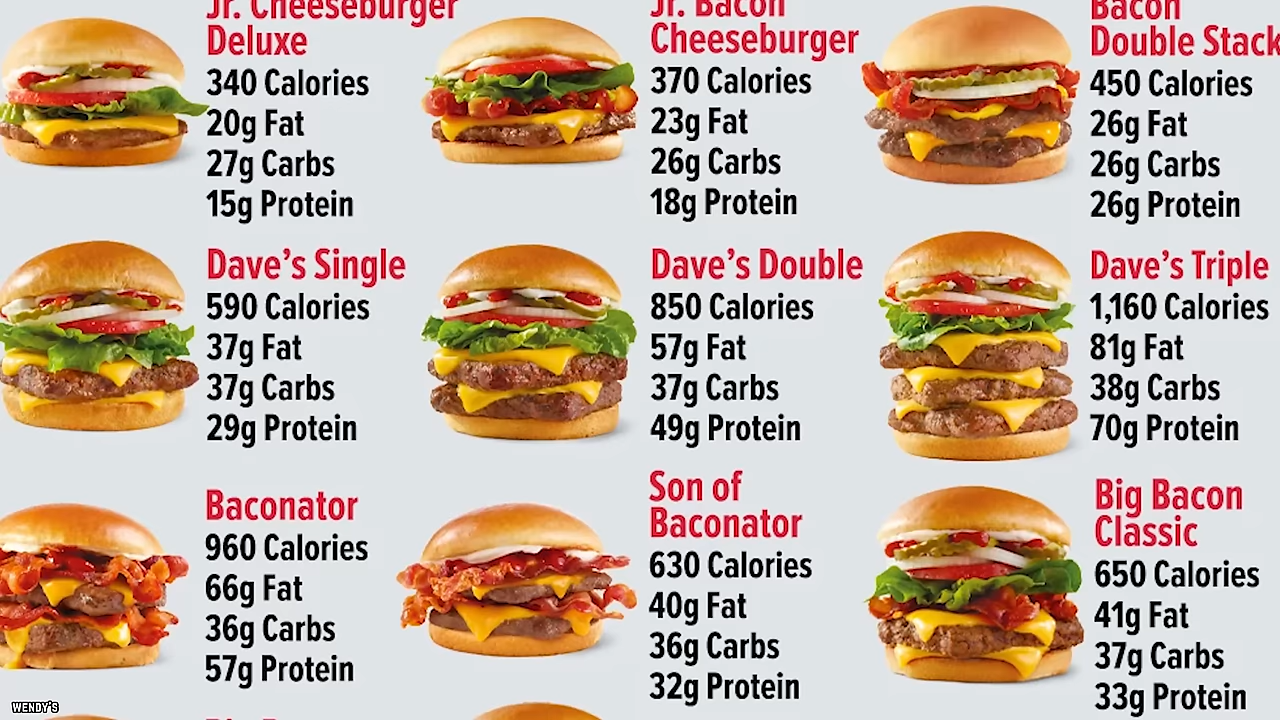 Jr. Cheeseburger
Deluxe
340 Calories
20g Fat
27g Carbs
15g Protein
Jr. Bacon
Cheeseburger
370 Calories
23g Fat
26g Carbs
18g Protein
Bacon
Double Stack
450 Calories
26g Fat
26g Carbs
26g Protein
Dave's Single
590 Calories
37g Fat
37g Carbs
29g Protein
Dave's Double
850 Calories
57g Fat
37g Carbs
49g Protein
Dave's Triple
1,160 Calories
81g Fat
38g Carbs
70g Protein
Baconator
960 Calories
66g Fat
36g Carbs
57g Protein
Son of
Baconator
630 Calories
40g Fat
36g Carbs
32g Protein
Big Bacon
Classic
650 Calories
41g Fat
37g Carbs
33g Protein
WENDY'S